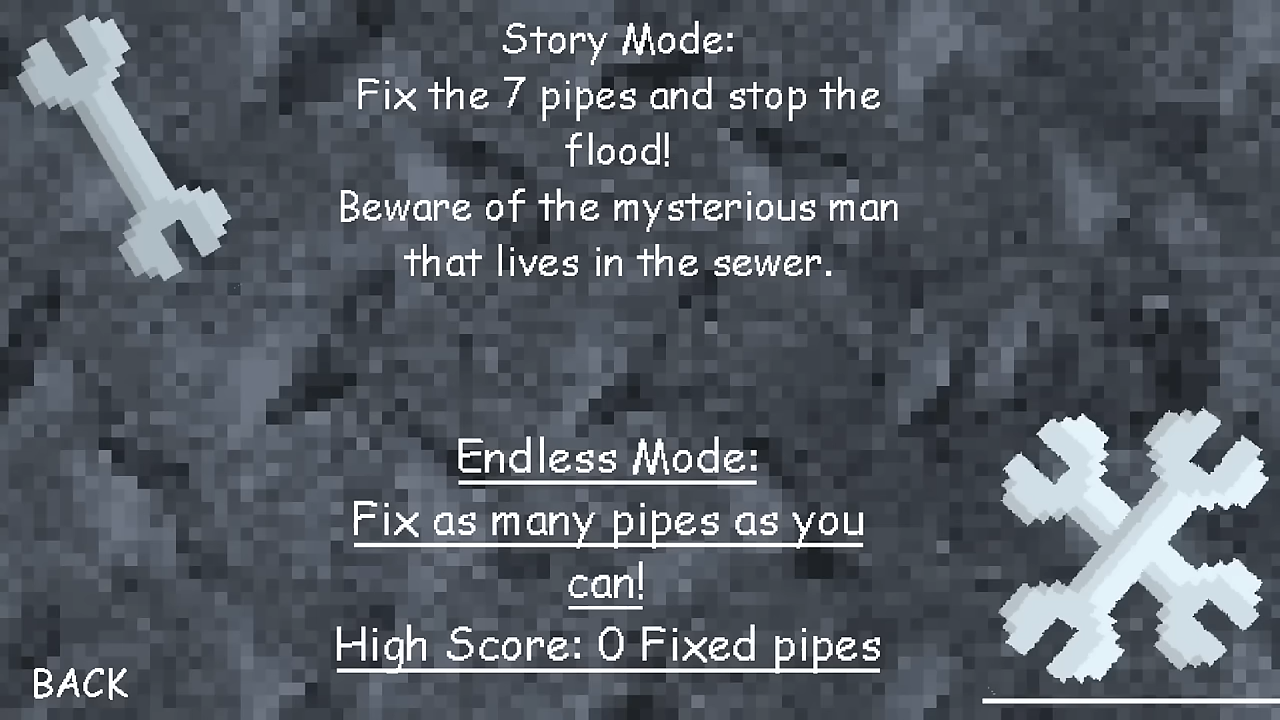 Story Mode:
Fix the 7 pipes and stop the
flood!
Beware of the mysterious man
that lives in the sewer.
Endless Mode:
Fix as many pipes as you
can!
High Score: 0 Fixed pipes
BACK